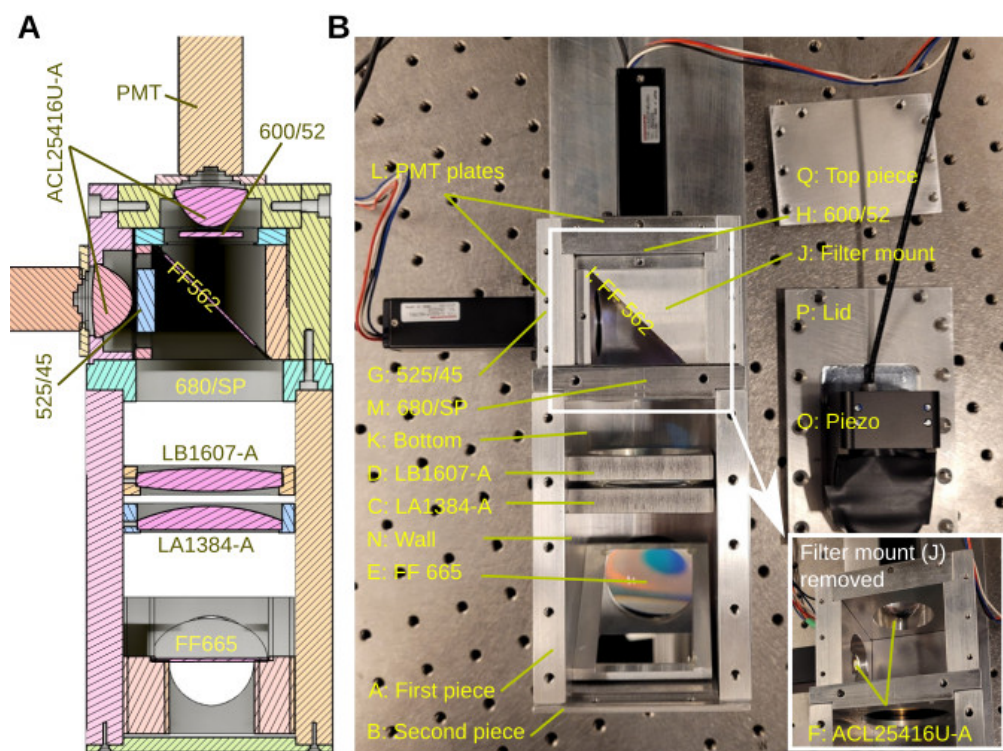 A
B
PMT
ACL25416U-A
600/52
FF562
525/45
680/SP
LB1607-A
LA1384-A
FF665
L: PMT plates
Q: Top piece
H: 600/52
J: Filter mount
I: FF 562
P: Lid
G: 525/45
M: 680/SP
O: Piezo
K: Bottom
D: LB1607-A
C: LA1384-A
N: Wall
E: FF 665
Filter mount (J)
removed
A: First piece
B: Second piece
F: ACL25416U-A